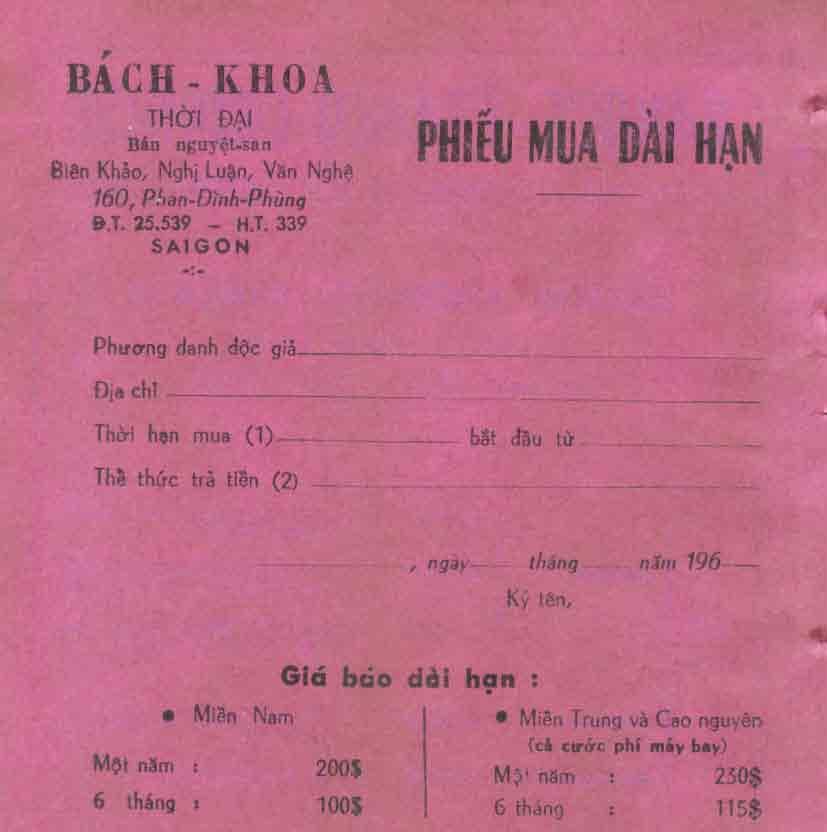 BÁCH - KHOA
THỜI ĐẠI
Bán nguyệt-san
Biên Khảo, Nghị Luận, Văn Nghệ
160, Phan-Đình-Phùng
Đ.T. 25.539 — H.T. 339
SAIGON
-:-
PHIẾU MUA DÀI HẠN
Phương danh độc giả
Địa chỉ
Thời hạn mua (1) bắt đầu từ
Thể thức trả tiền (2)
, ngày tháng năm 196
Ký tên,
Giá báo dài hạn :
• Miền Nam
Một năm : 200$
6 tháng : 100$
• Miền Trung và Cao nguyên
(cả cước phí máy bay)
Một năm : 230$
6 tháng : 115$